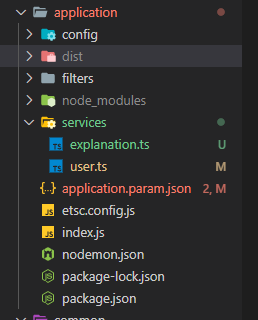 application
config
dist
filters
node_modules
services
TS explanation.ts U
TS user.ts M
{··} application.param.json 2, M
JS etsc.config.js
JS index.js
nodemon.json
package-lock.json
package.json
common